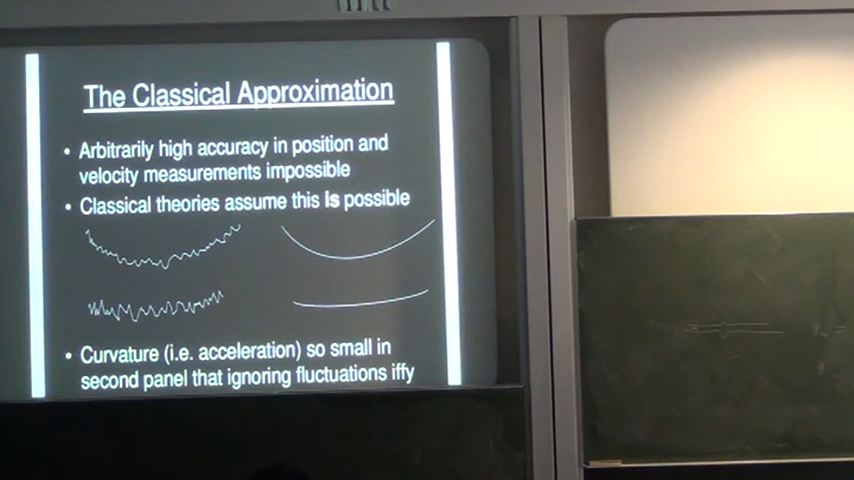 The Classical Approximation
• Arbitrarily high accuracy in position and
velocity measurements impossible
• Classical theories assume this is possible
• Curvature (i.e. acceleration) so small in
second panel that ignoring fluctuations iffy